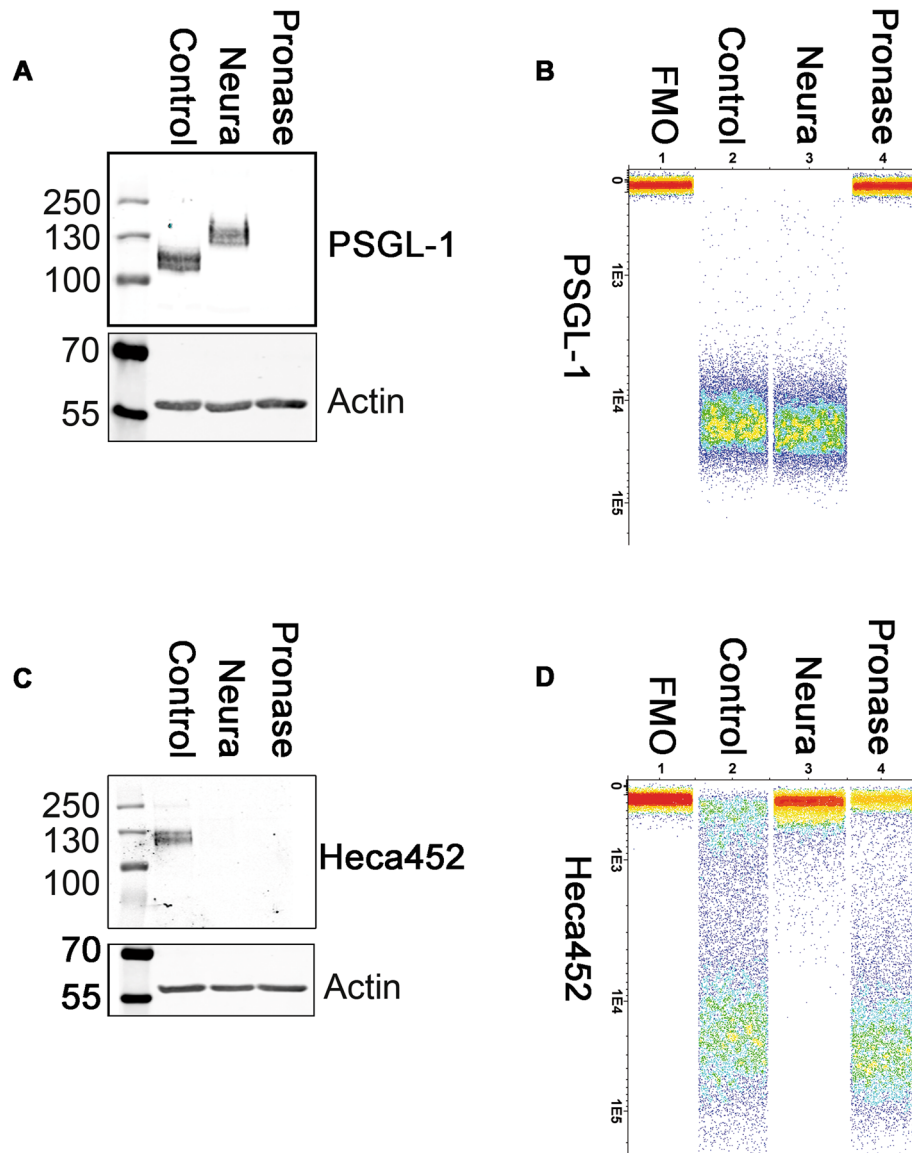 A
Control
Neura
Pronase
250
130
100
PSGL-1
70
55
Actin
B
FMO
Control
Neura
Pronase
1
2
3
4
0
1E3
1E4
1E5
PSGL-1
C
Control
Neura
Pronase
250
130
100
Heca452
70
55
Actin
D
FMO
Control
Neura
Pronase
1
2
3
4
0
1E3
1E4
1E5
Heca452